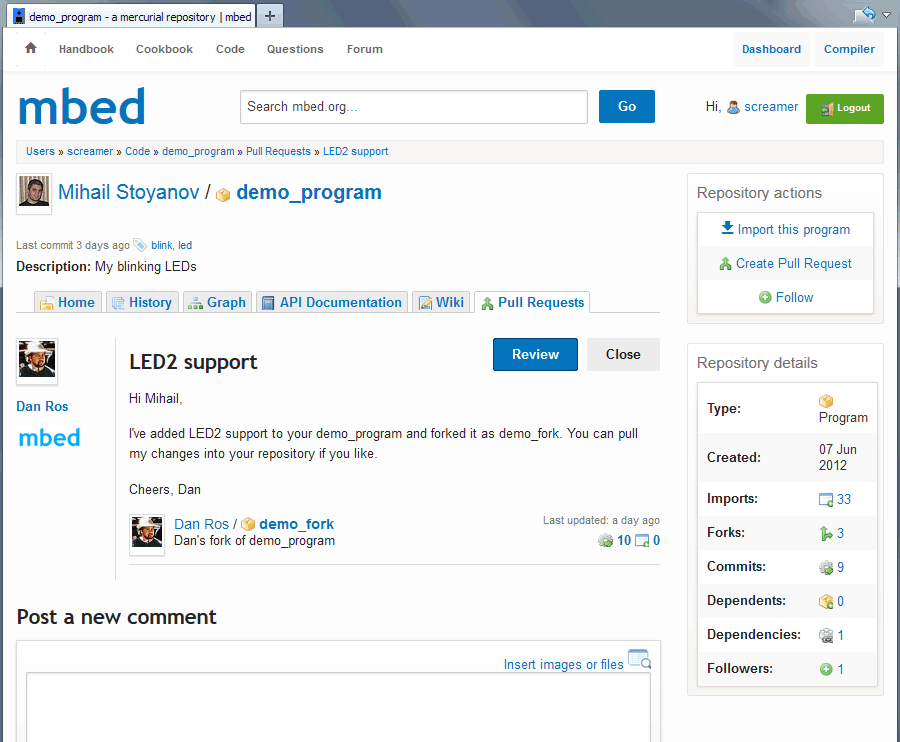 demo_program - a mercurial repository | mbed
Handbook Cookbook Code Questions Forum Dashboard Compiler
mbed Search mbed.org... Go Hi, screamer Logout
Users » screamer » Code » demo_program » Pull Requests » LED2 support
Mihail Stoyanov / demo_program
Last commit 3 days ago blink, led
Description: My blinking LEDs
Home History Graph API Documentation Wiki Pull Requests
Dan Ros
mbed
LED2 support Review Close
Hi Mihail,
I've added LED2 support to your demo_program and forked it as demo_fork. You can pull
my changes into your repository if you like.
Cheers, Dan
Dan Ros / demo_fork Last updated: a day ago
Dan's fork of demo_program 10 0
Post a new comment
Insert images or files
Repository actions
Import this program
Create Pull Request
Follow
Repository details
Type: Program
Created: 07 Jun
2012
Imports: 33
Forks: 3
Commits: 9
Dependents: 0
Dependencies: 1
Followers: 1